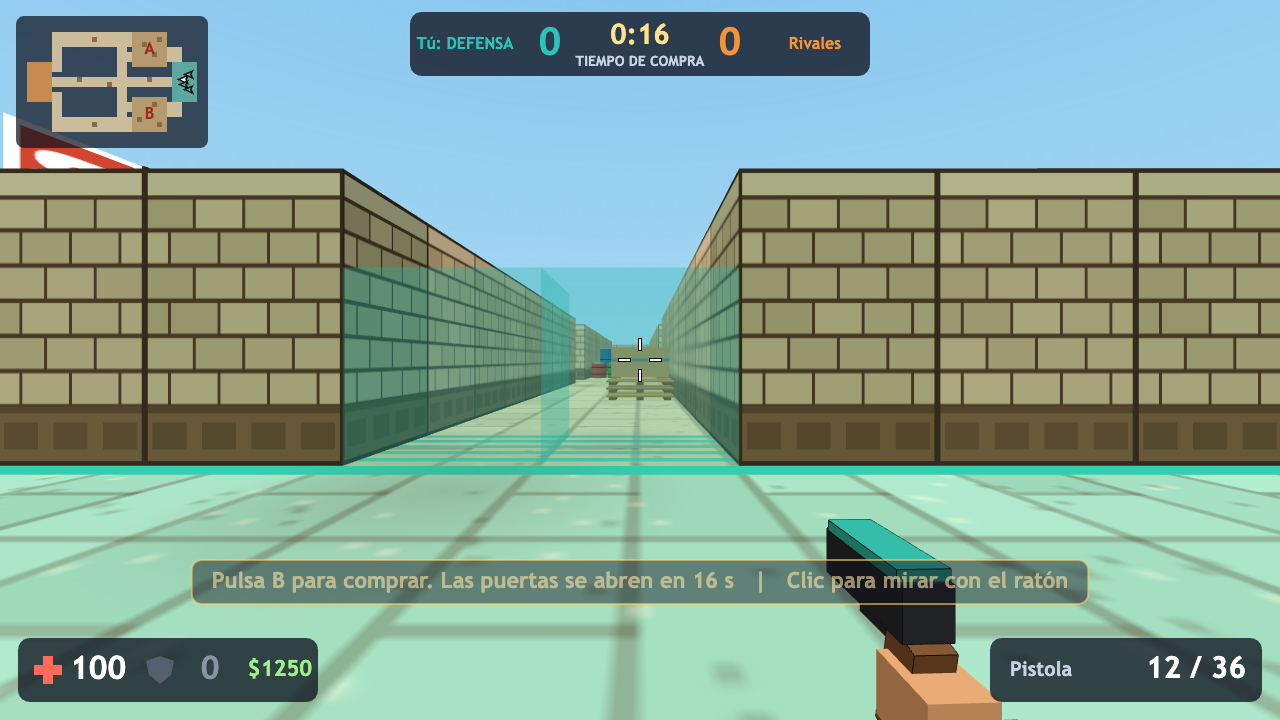 A
B
Tú: DEFENSA
0
0:16
TIEMPO DE COMPRA
0
Rivales
Pulsa B para comprar. Las puertas se abren en 16 s | Clic para mirar con el ratón
100
0
$1250
Pistola
12 / 36